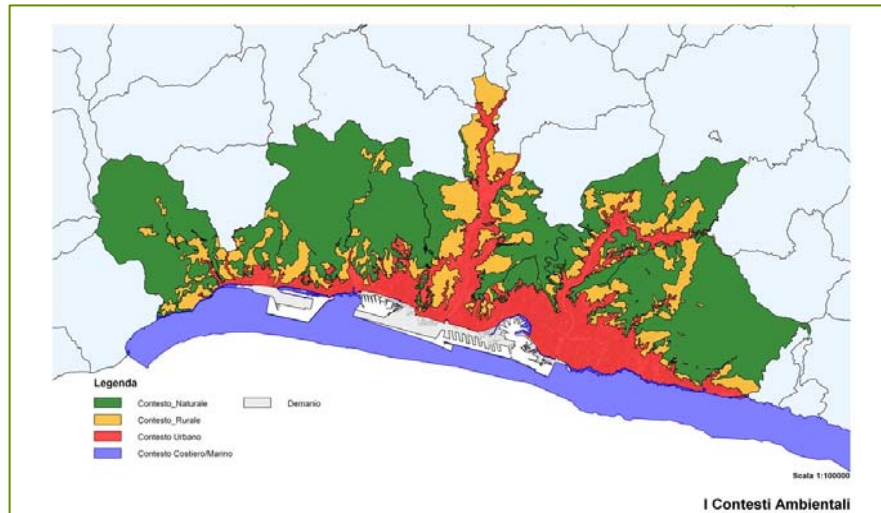 Legenda
Contesto_Naturale
Demanio
Contesto_Rurale
Contesto Urbano
Contesto Costiero/Marino
Scala 1:100000
I Contesti Ambientali